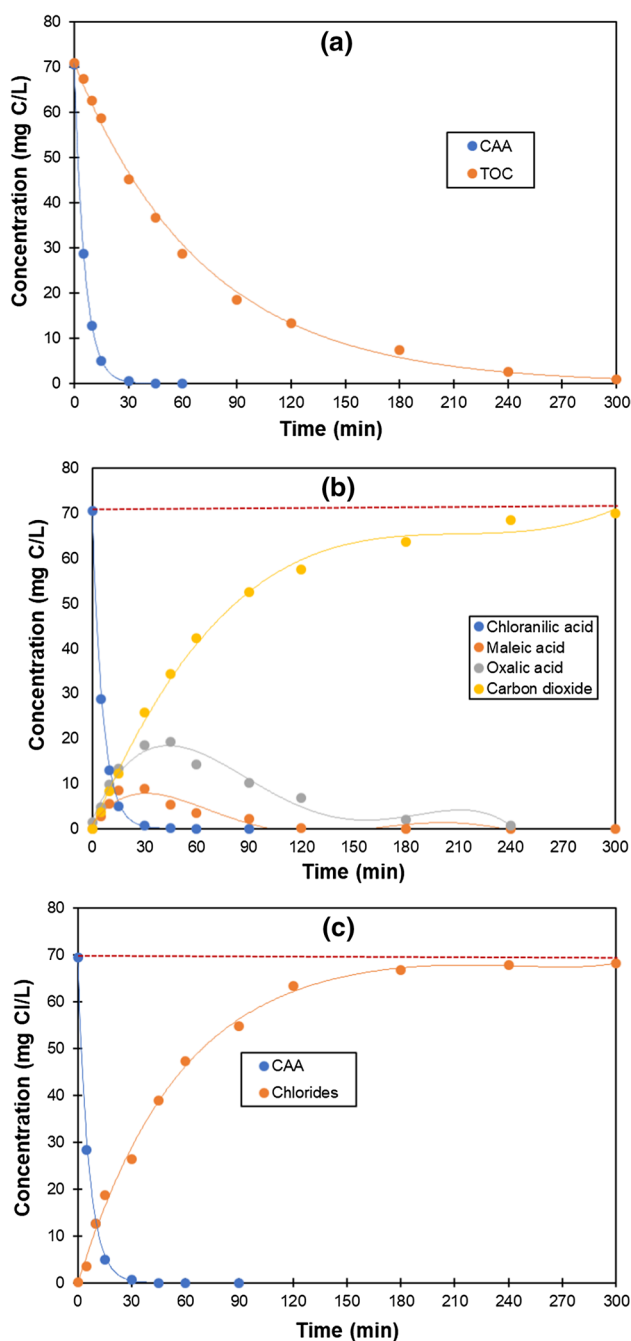 (a)
Concentration (mg C/L)
80
70
60
50
40
30
20
10
0
CAA
TOC
0 30 60 90 120 150 180 210 240 270 300
Time (min)
(b)
Concentration (mg C/L)
80
70
60
50
40
30
20
10
0
Chloranilic acid
Maleic acid
Oxalic acid
Carbon dioxide
0 30 60 90 120 150 180 210 240 270 300
Time (min)
(c)
Concentration (mg Cl/L)
80
70
60
50
40
30
20
10
0
CAA
Chlorides
0 30 60 90 120 150 180 210 240 270 300
Time (min)